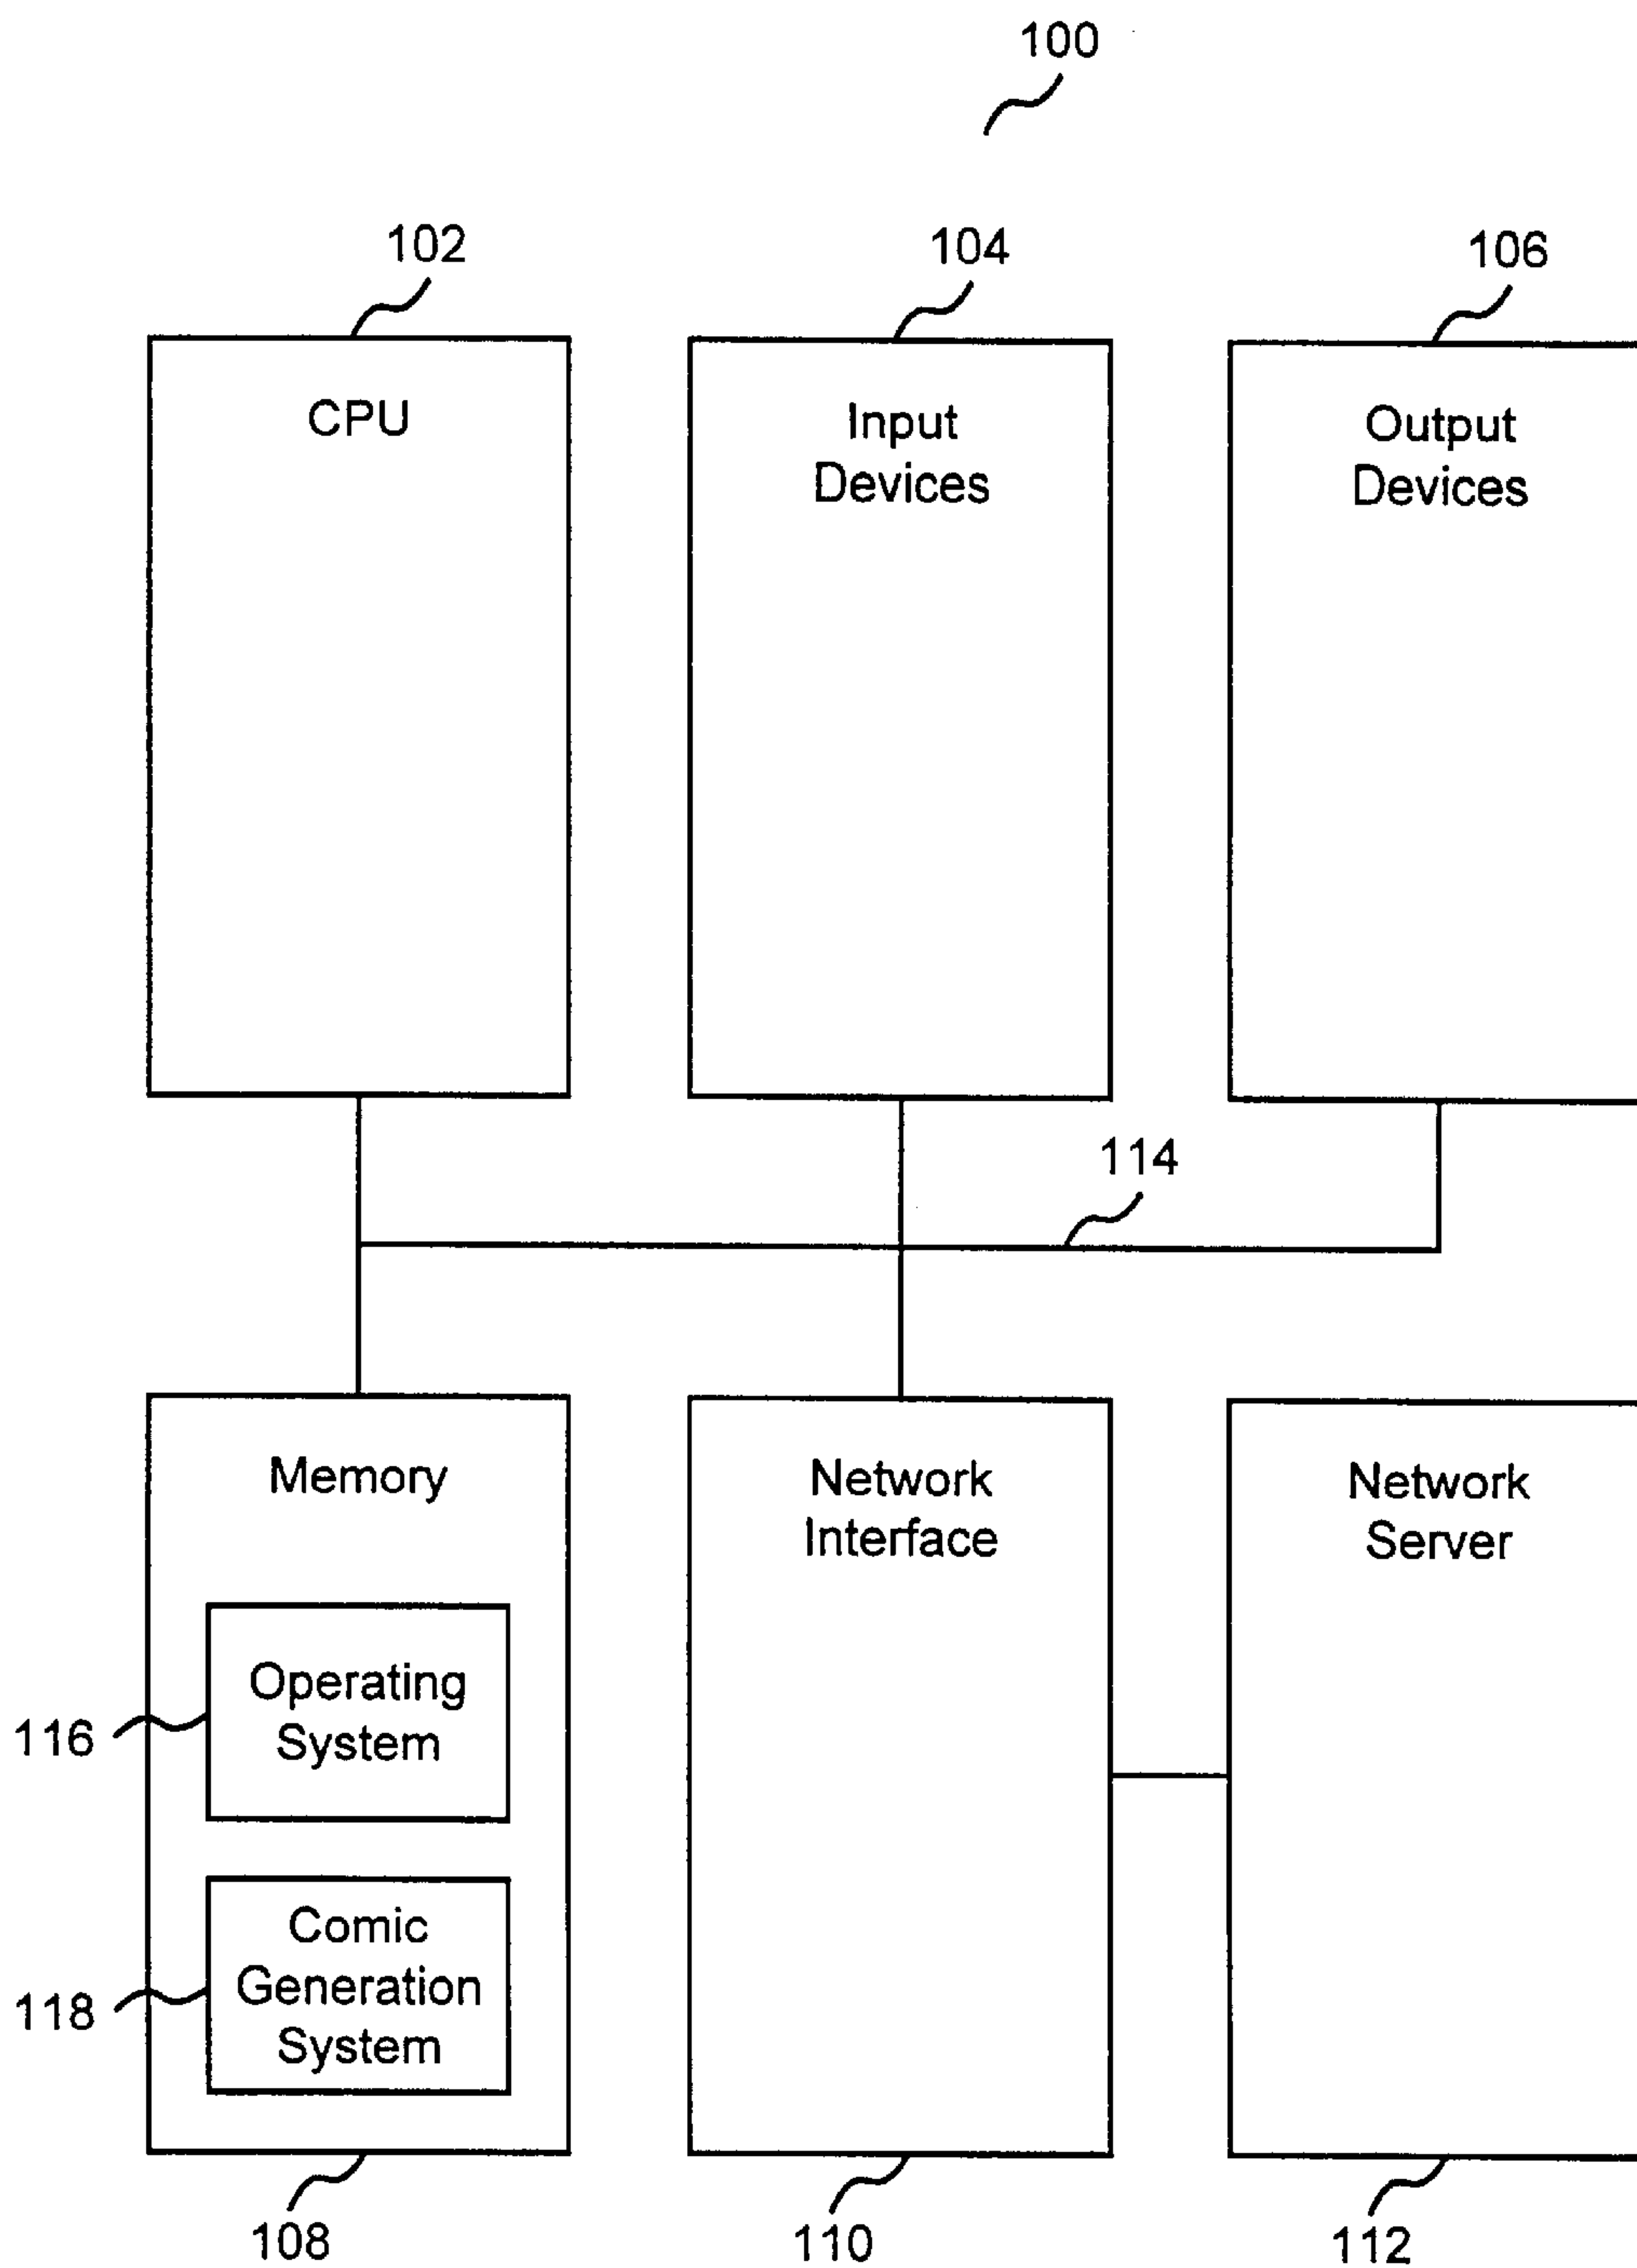 100
102
104
106
CPU
Input
Devices
Output
Devices
114
Memory
Network
Interface
Network
Server
Operating
System
116
Comic
Generation
System
118
108
110
112